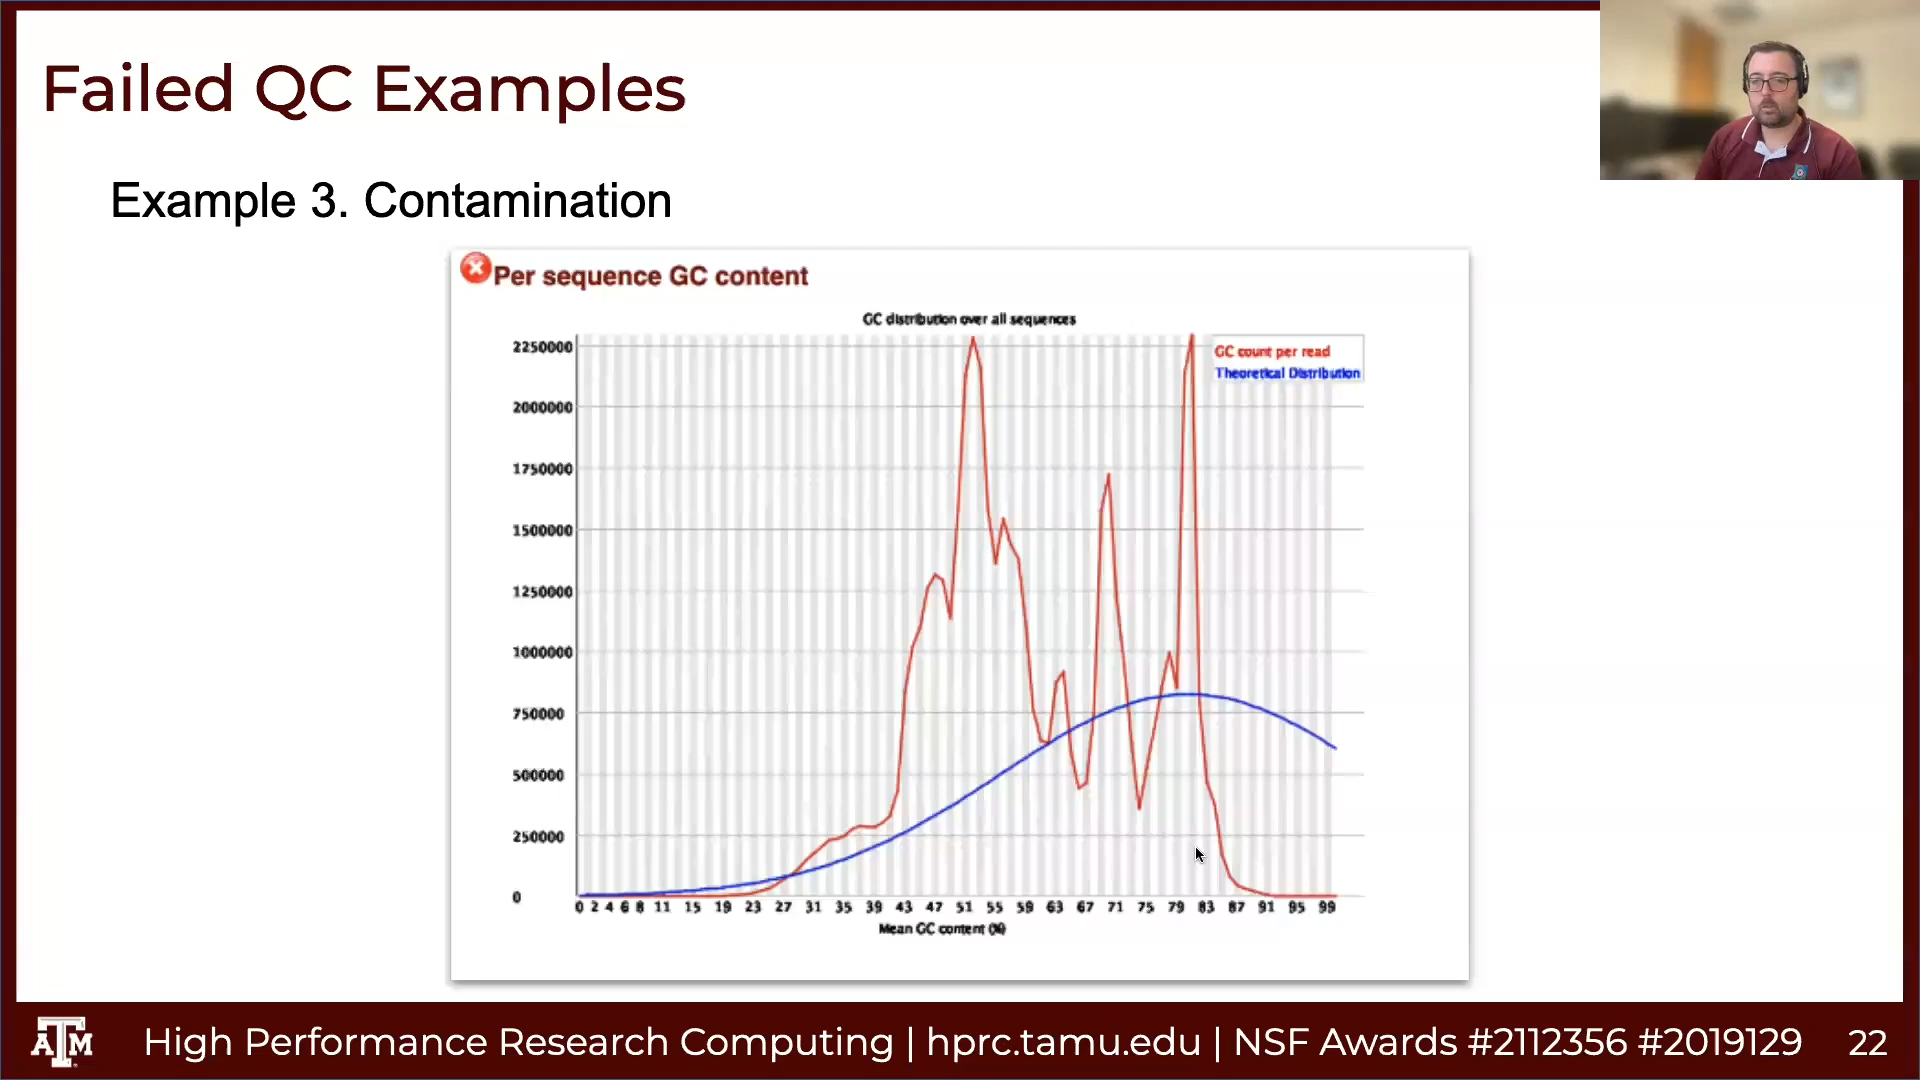 Failed QC Examples
Example 3. Contamination
Per sequence GC content
GC distribution over all sequences
GC count per read
Theoretical Distribution
2250000
2000000
1750000
1500000
1250000
1000000
750000
500000
250000
0
0 2 4 6 8 11 15 19 23 27 31 35 39 43 47 51 55 59 63 67 71 75 79 83 87 91 95 99
Mean GC content (%)
ATM High Performance Research Computing | hprc.tamu.edu | NSF Awards #2112356 #2019129 22